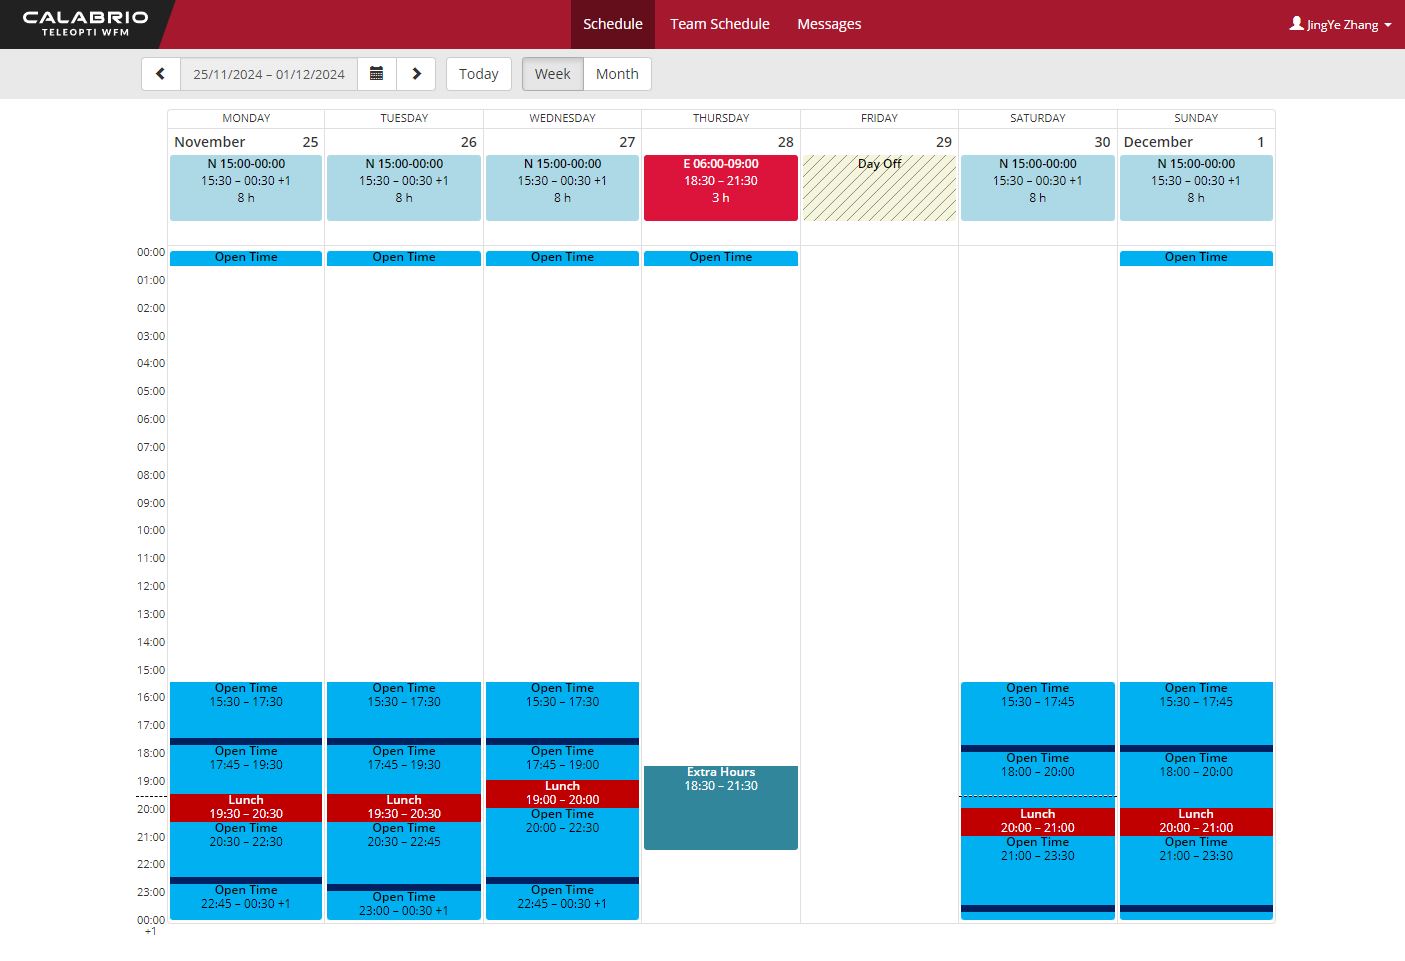 CALABRIO
TELEOPTI WFM
Schedule
Team Schedule
Messages
JingYe Zhang
25/11/2024 – 01/12/2024
Today
Week
Month
MONDAY
TUESDAY
WEDNESDAY
THURSDAY
FRIDAY
SATURDAY
SUNDAY
November 25
26
27
28
29
30
December 1
N 15:00-00:00
15:30 – 00:30 +1
8 h
N 15:00-00:00
15:30 – 00:30 +1
8 h
N 15:00-00:00
15:30 – 00:30 +1
8 h
E 06:00-09:00
18:30 – 21:30
3 h
Day Off
N 15:00-00:00
15:30 – 00:30 +1
8 h
N 15:00-00:00
15:30 – 00:30 +1
8 h
00:00
01:00
02:00
03:00
04:00
05:00
06:00
07:00
08:00
09:00
10:00
11:00
12:00
13:00
14:00
15:00
16:00
17:00
18:00
19:00
20:00
21:00
22:00
23:00
00:00
+1
Open Time
Open Time
15:30 – 17:30
Open Time
17:45 – 19:30
Lunch
19:30 – 20:30
Open Time
20:30 – 22:30
Open Time
22:45 – 00:30 +1
Open Time
Open Time
15:30 – 17:30
Open Time
17:45 – 19:30
Lunch
19:30 – 20:30
Open Time
20:30 – 22:45
Open Time
23:00 – 00:30 +1
Open Time
Open Time
15:30 – 17:30
Open Time
17:45 – 19:00
Lunch
19:00 – 20:00
Open Time
20:00 – 22:30
Open Time
22:45 – 00:30 +1
Open Time
Extra Hours
18:30 – 21:30
Open Time
15:30 – 17:45
Open Time
18:00 – 20:00
Lunch
20:00 – 21:00
Open Time
21:00 – 23:30
Open Time
Open Time
15:30 – 17:45
Open Time
18:00 – 20:00
Lunch
20:00 – 21:00
Open Time
21:00 – 23:30